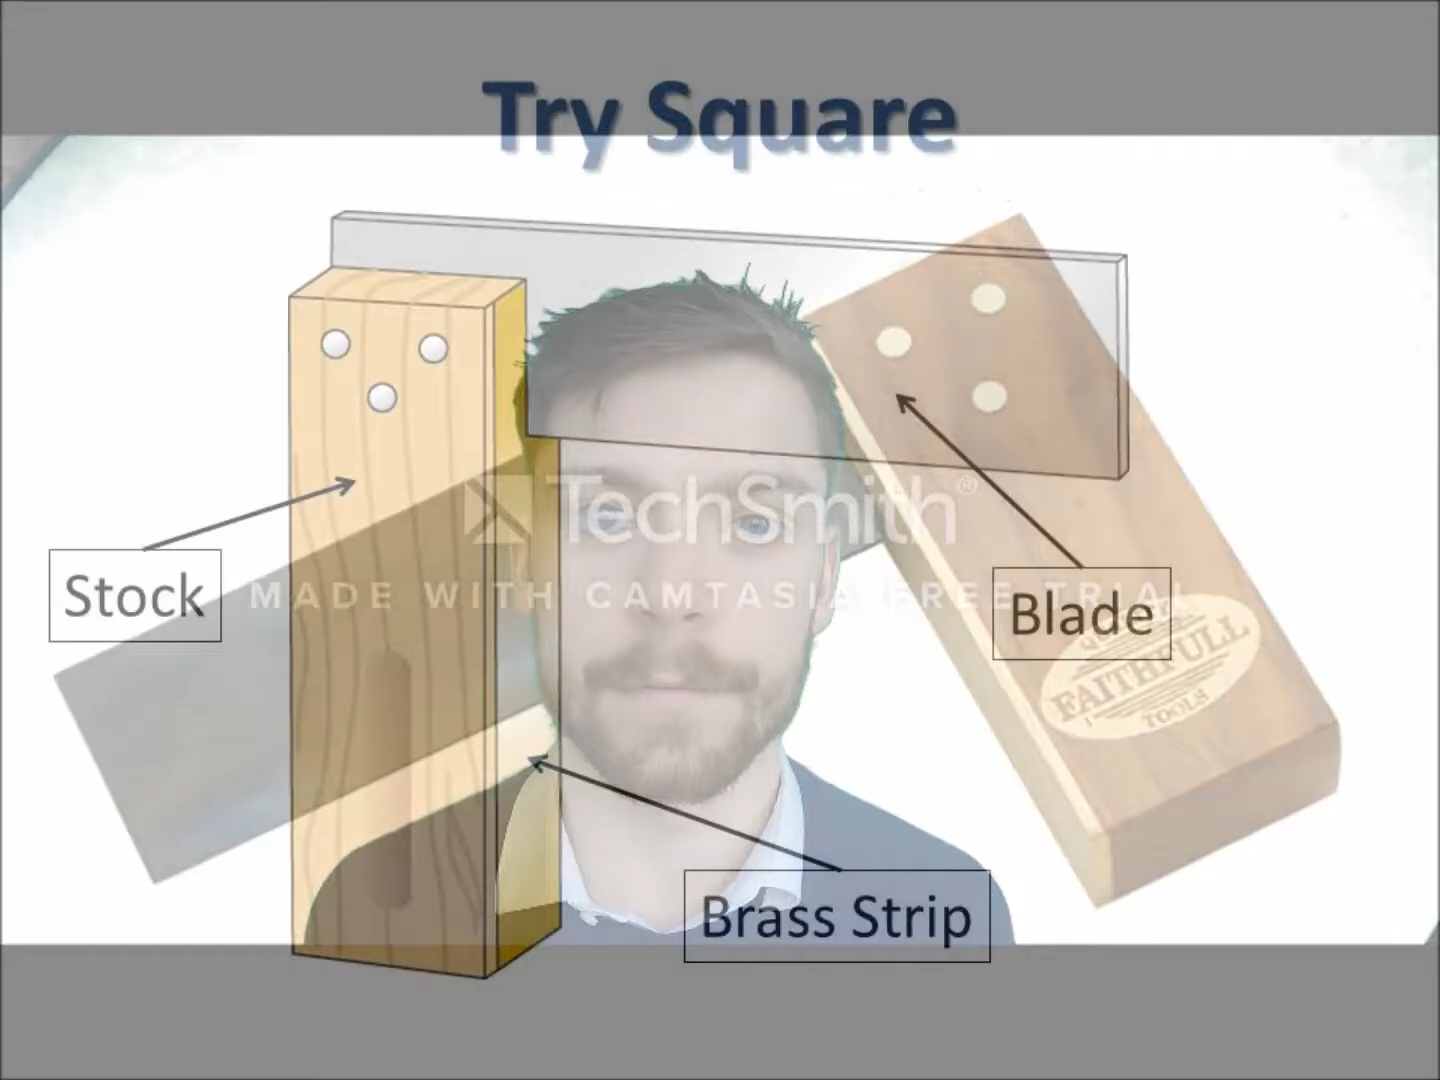 Try Square
TechSmith®
MADE WITH CAMTASIA FREE TRIAL
Stock
Blade
FAITHFULL
TOOLS
Brass Strip